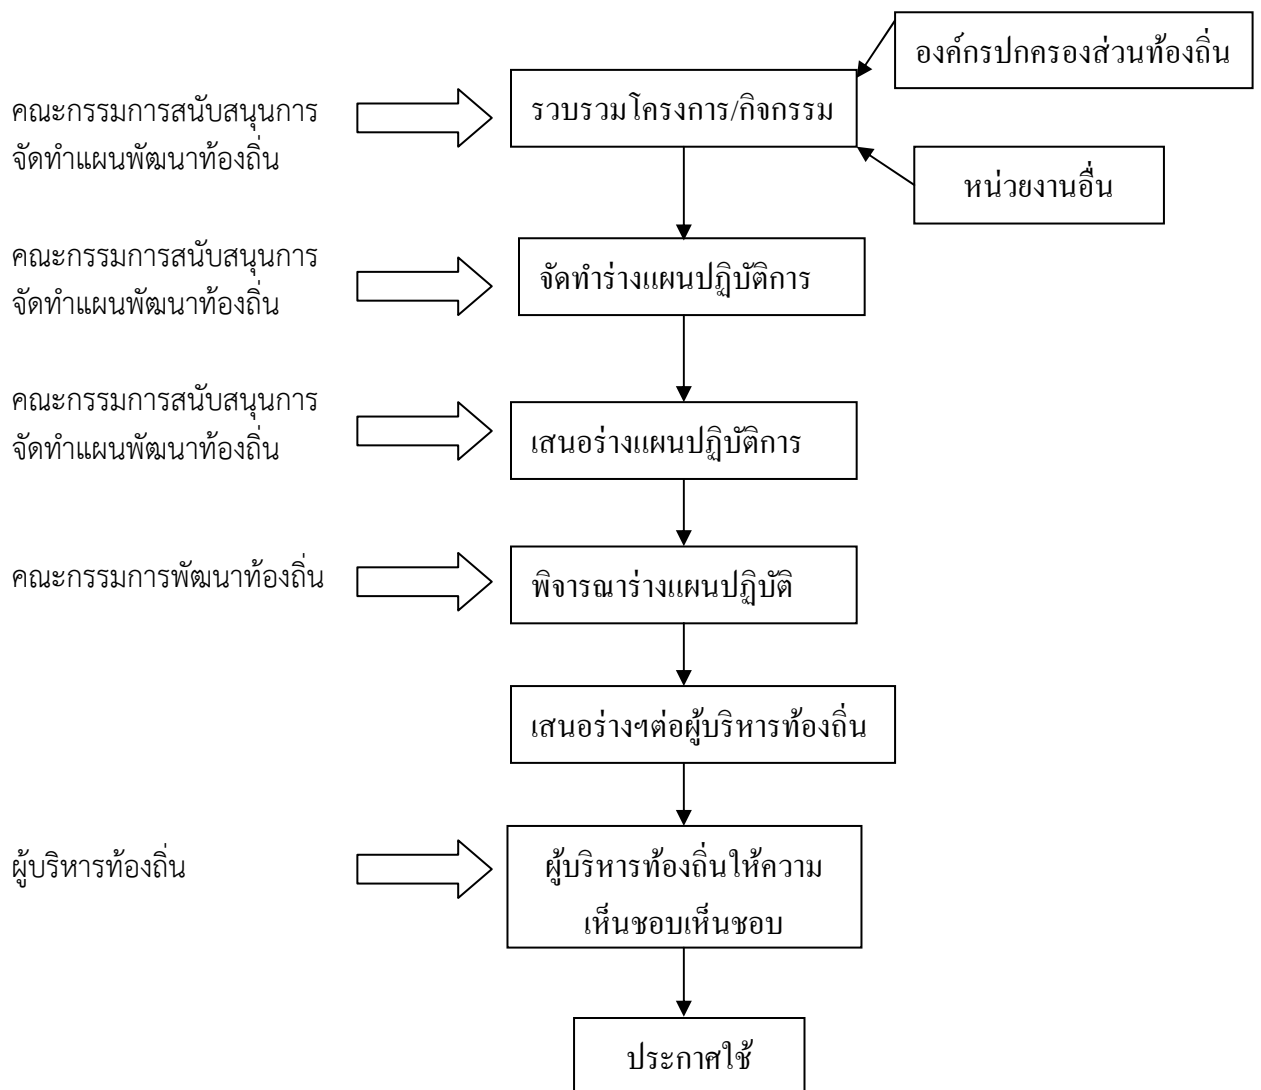 องค์กรปกครองส่วนท้องถิ่น
คณะกรรมการสนับสนุนการ
จัดทำแผนพัฒนาท้องถิ่น
รวบรวมโครงการ/กิจกรรม
หน่วยงานอื่น
คณะกรรมการสนับสนุนการ
จัดทำแผนพัฒนาท้องถิ่น
จัดทำร่างแผนปฏิบัติการ
คณะกรรมการสนับสนุนการ
จัดทำแผนพัฒนาท้องถิ่น
เสนอร่างแผนปฏิบัติการ
คณะกรรมการพัฒนาท้องถิ่น
พิจารณาร่างแผนปฏิบัติ
เสนอร่างฯต่อผู้บริหารท้องถิ่น
ผู้บริหารท้องถิ่น
ผู้บริหารท้องถิ่นให้ความ
เห็นชอบเห็นชอบ
ประกาศใช้